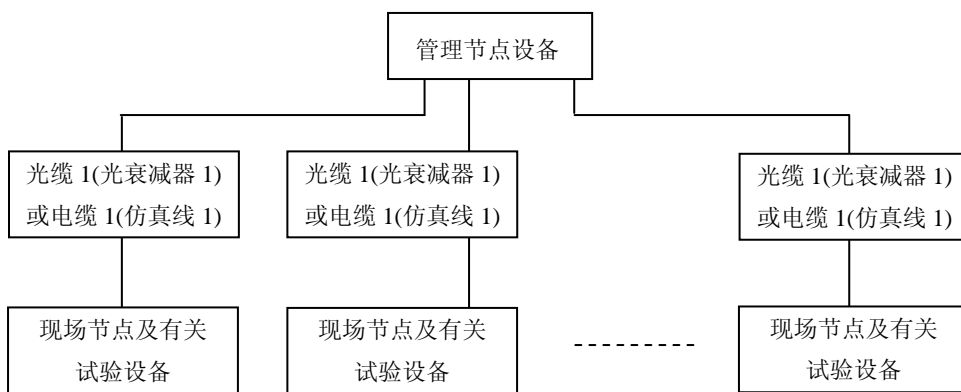 管理节点设备
光缆 1(光衰减器 1)
或电缆 1(仿真线 1)
光缆 1(光衰减器 1)
或电缆 1(仿真线 1)
光缆 1(光衰减器 1)
或电缆 1(仿真线 1)
现场节点及有关
试验设备
现场节点及有关
试验设备
现场节点及有关
试验设备